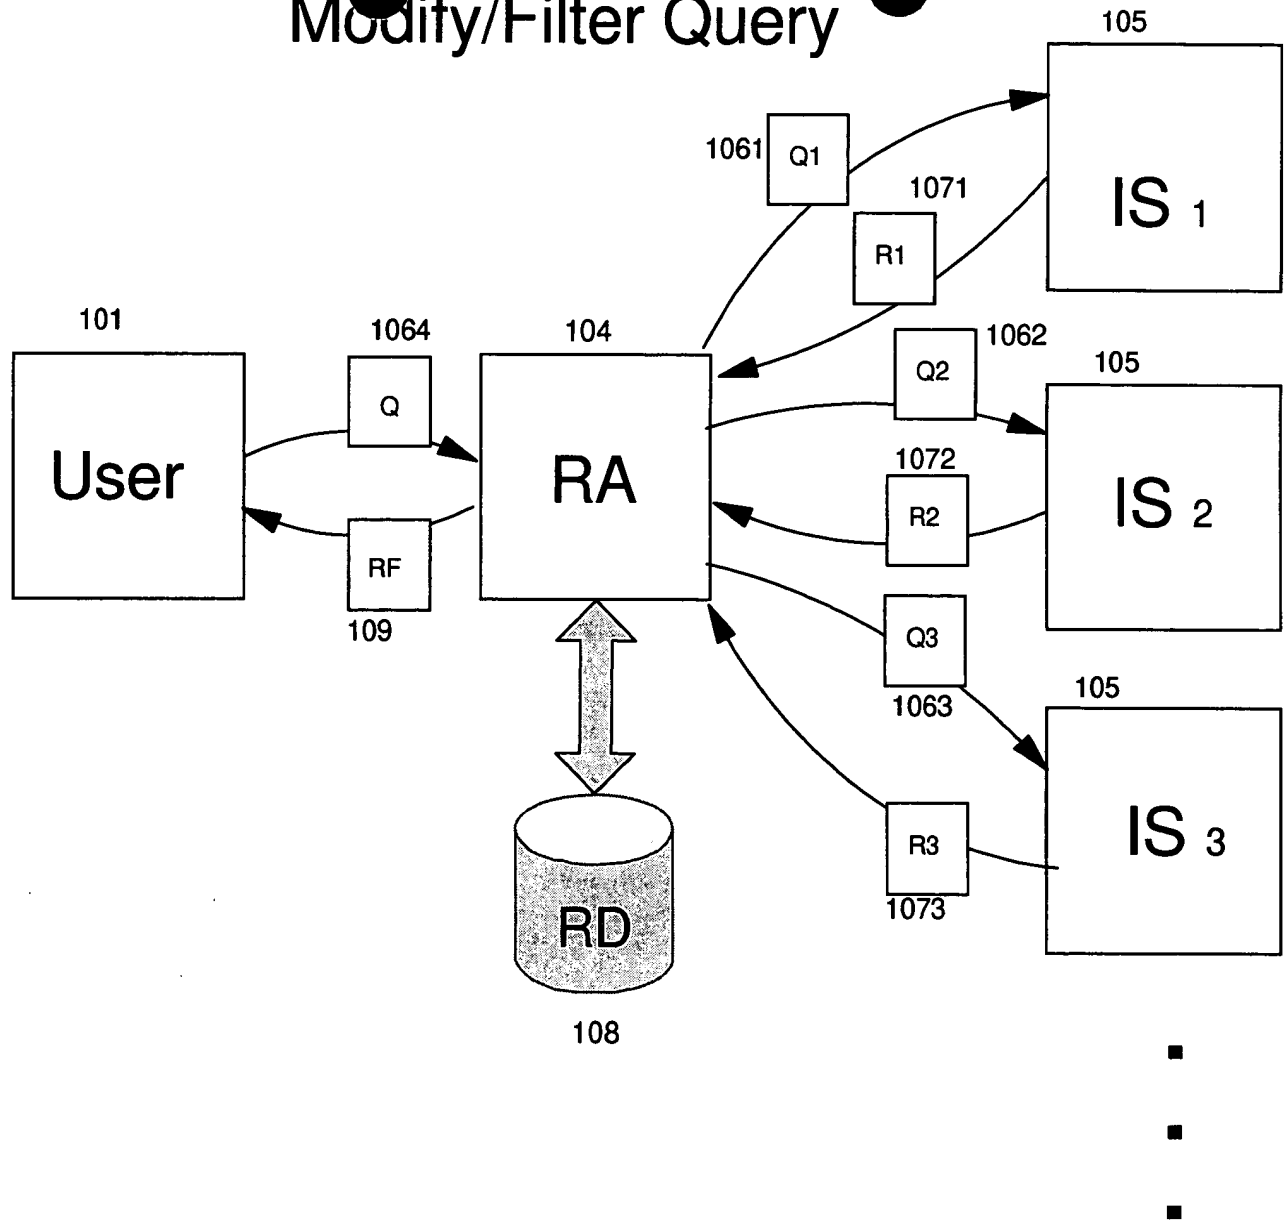 Modify/Filter Query
105
1061
Q1
1071
IS 1
R1
101
1064
104
1062
105
Q
Q2
User
RA
1072
IS 2
R2
RF
109
Q3
1063
105
R3
IS 3
1073
RD
108